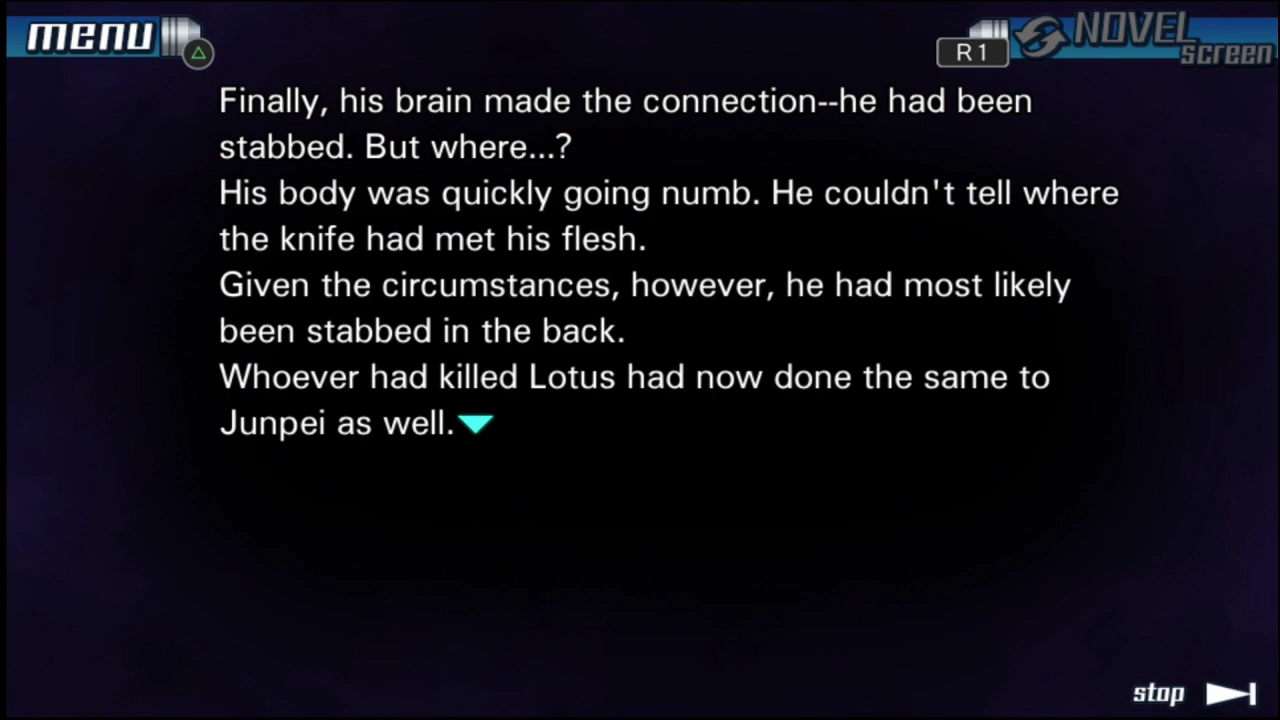 menu
R1
NOVEL
screen
Finally, his brain made the connection--he had been
stabbed. But where...?
His body was quickly going numb. He couldn't tell where
the knife had met his flesh.
Given the circumstances, however, he had most likely
been stabbed in the back.
Whoever had killed Lotus had now done the same to
Junpei as well.
stop